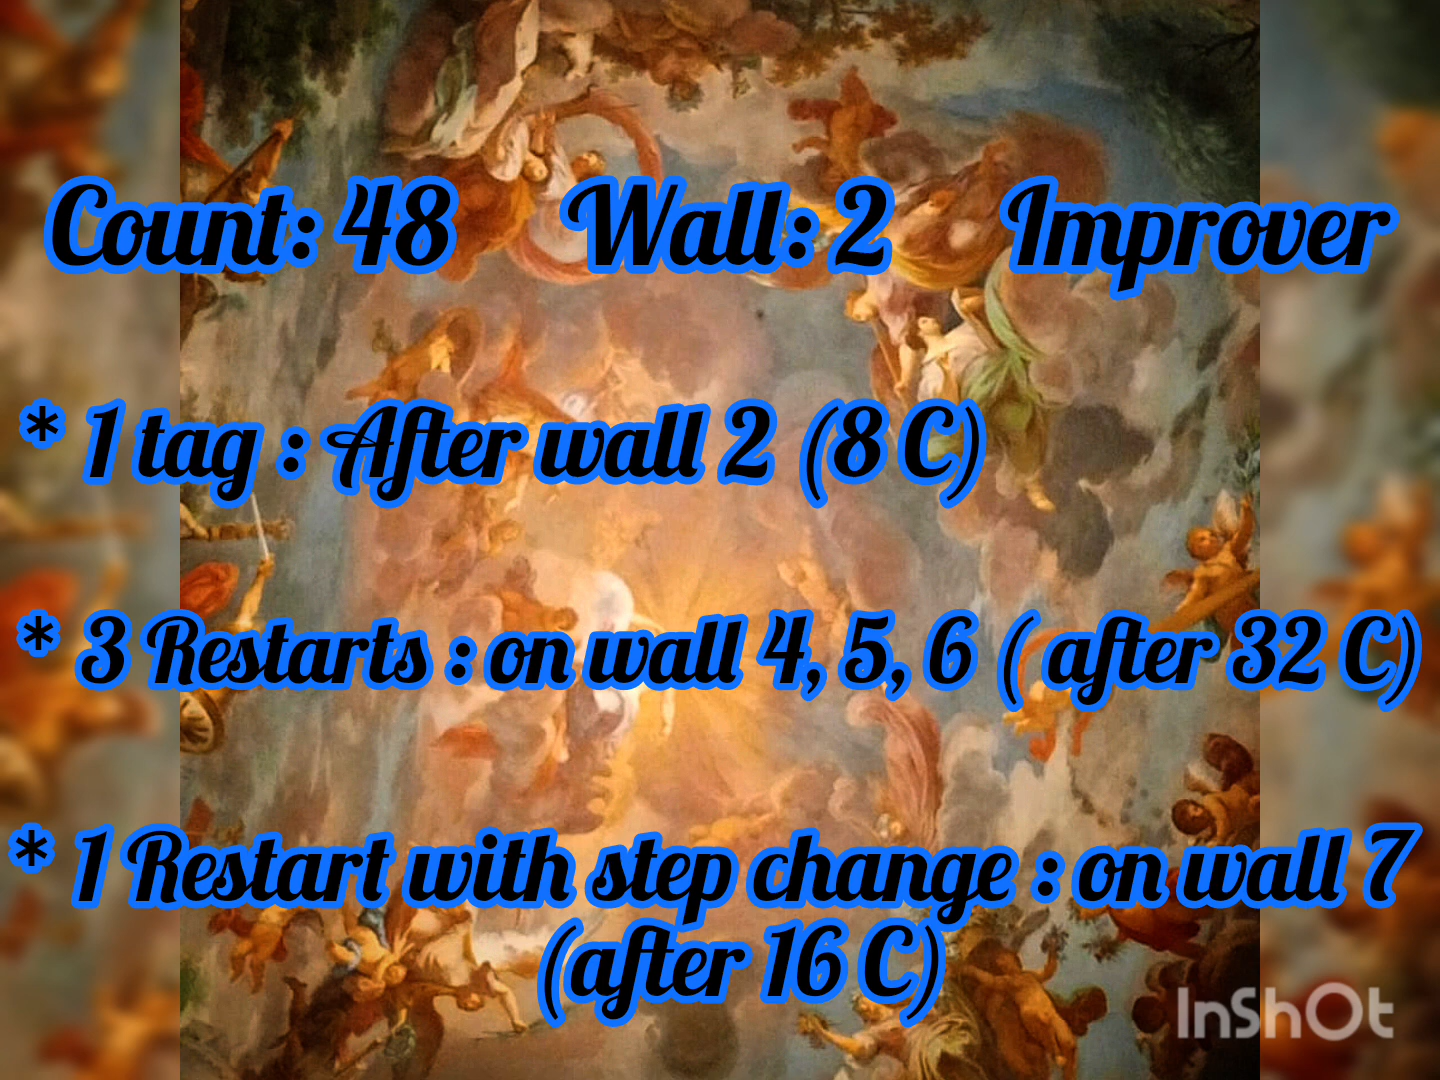 Count: 48 Wall: 2 Improver
* 1 tag : After wall 2 (8 C)
* 3 Restarts : on wall 4, 5, 6 ( after 32 C)
* 1 Restart with step change : on wall 7
(after 16 C)
InShOt